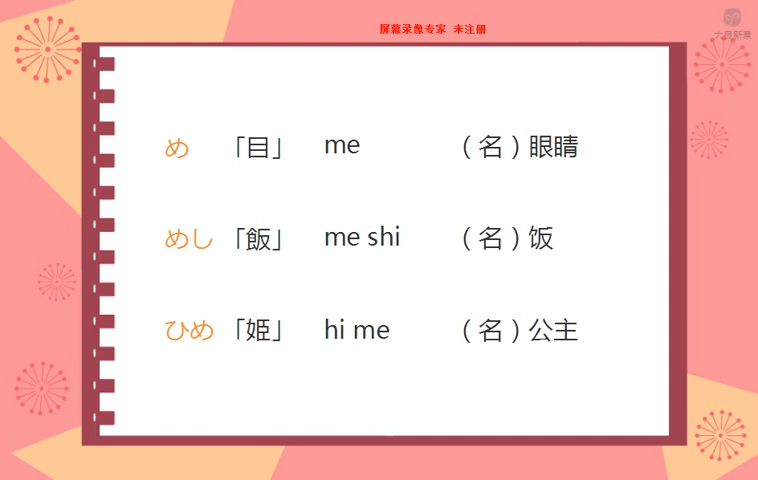 屏幕录像专家 未注册
め 「目」 me （名）眼睛
めし 「飯」 me shi （名）饭
ひめ 「姫」 hi me （名）公主